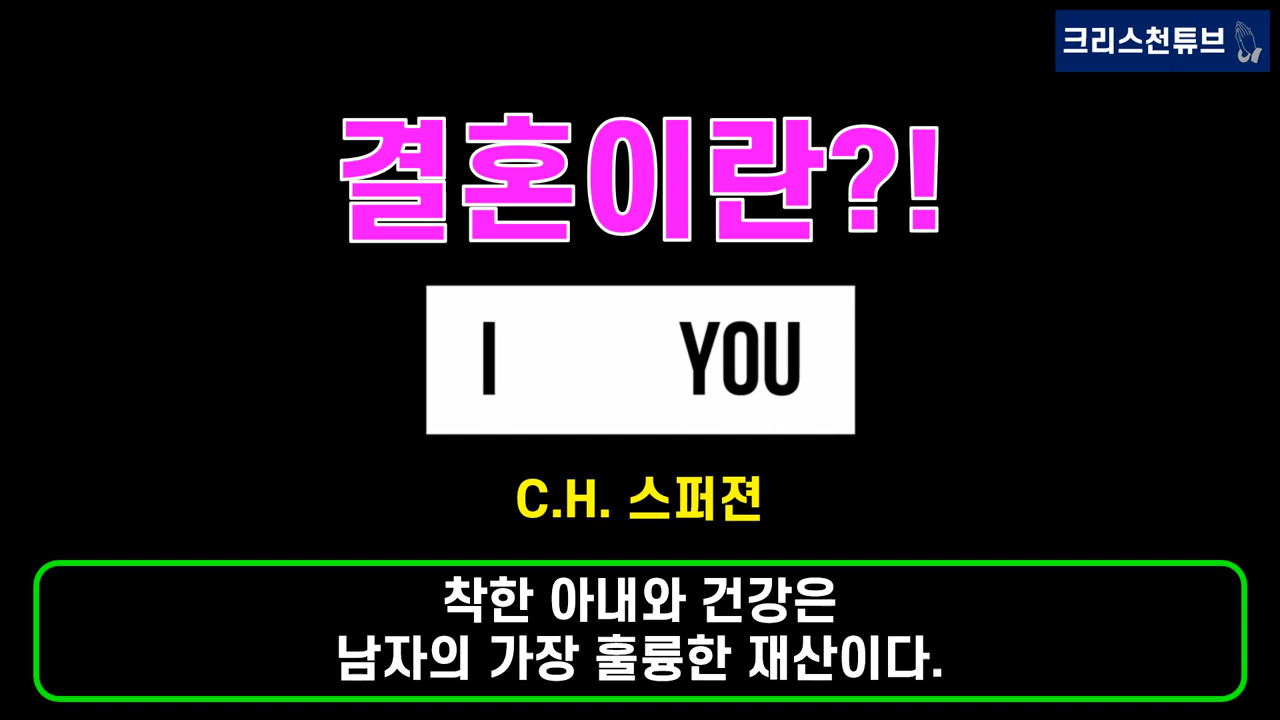 크리스천튜브
결혼이란?!
I YOU
C.H. 스퍼젼
착한 아내와 건강은
남자의 가장 훌륭한 재산이다.